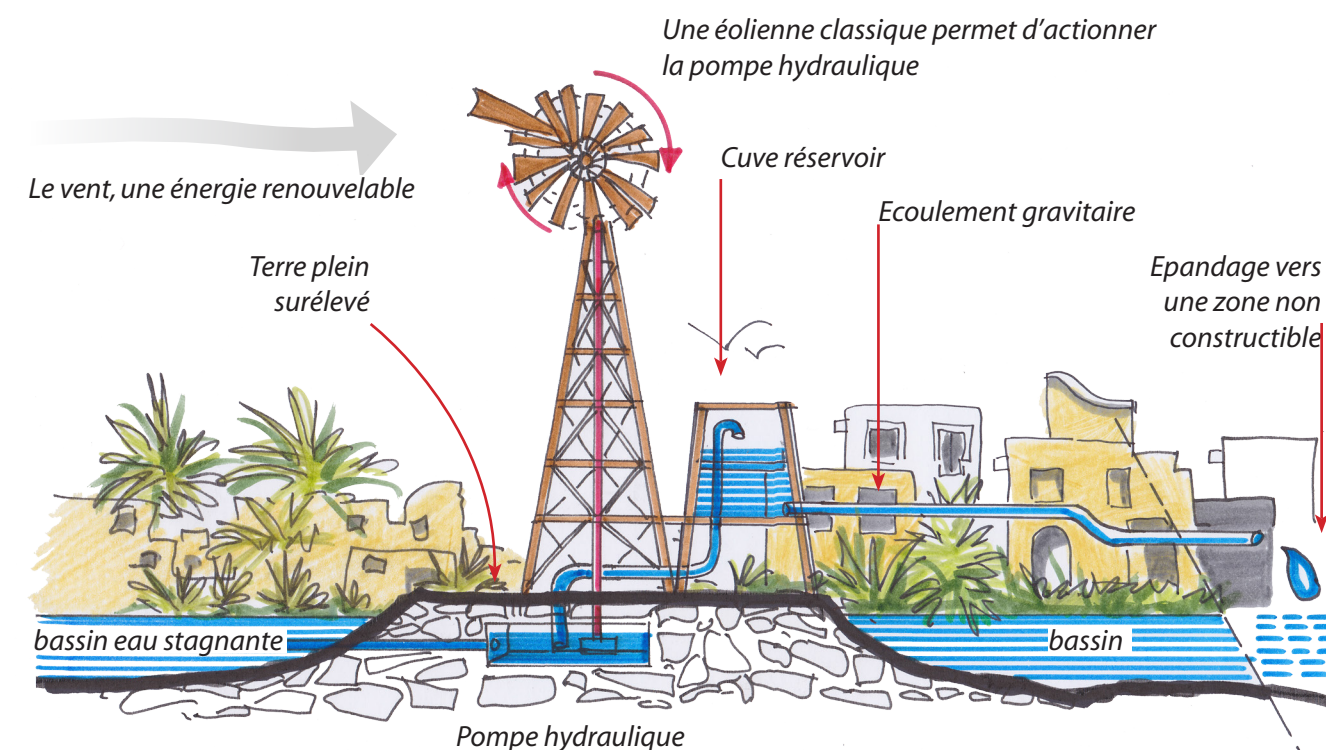 Une éolienne classique permet d'actionner
la pompe hydraulique
Cuve réservoir
Le vent, une énergie renouvelable
Ecoulement gravitaire
Terre plein
surélevé
Epandage vers
une zone non
constructible
bassin eau stagnante
bassin
Pompe hydraulique